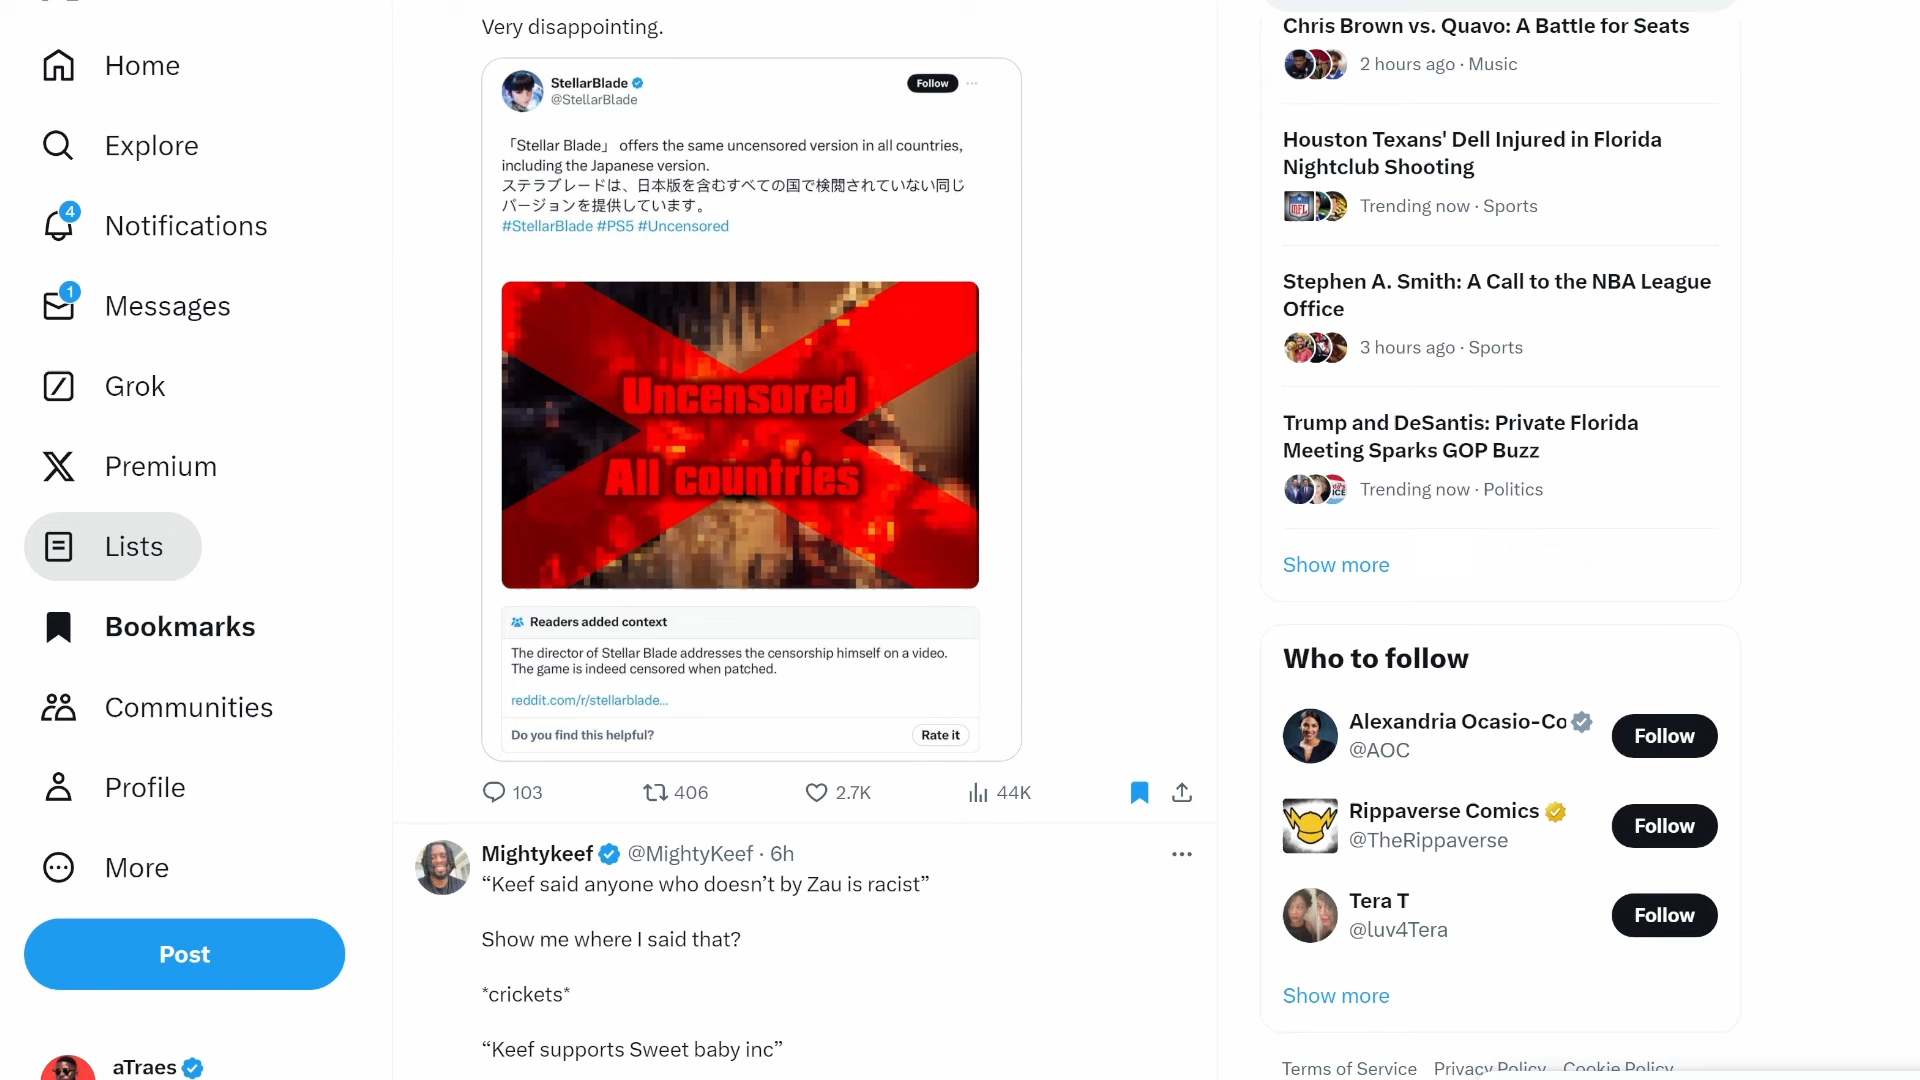 Home
Explore
4
Notifications
1
Messages
Grok
Premium
Lists
Bookmarks
Communities
Profile
More
Post
aTraes
Very disappointing.
StellarBlade
@StellarBlade
Follow
「Stellar Blade」 offers the same uncensored version in all countries,
including the Japanese version.
ステラブレードは、日本版を含むすべての国で検閲されていない同じ
バージョンを提供しています。
#StellarBlade #PS5 #Uncensored
Uncensored
All countries
Readers added context
The director of Stellar Blade addresses the censorship himself on a video.
The game is indeed censored when patched.
reddit.com/r/stellarblade...
Do you find this helpful?
Rate it
103
406
2.7K
44K
Mightykeef @MightyKeef · 6h
“Keef said anyone who doesn’t by Zau is racist”
Show me where I said that?
*crickets*
“Keef supports Sweet baby inc”
Chris Brown vs. Quavo: A Battle for Seats
2 hours ago · Music
Houston Texans' Dell Injured in Florida
Nightclub Shooting
Trending now · Sports
Stephen A. Smith: A Call to the NBA League
Office
3 hours ago · Sports
Trump and DeSantis: Private Florida
Meeting Sparks GOP Buzz
ICE
Trending now · Politics
Show more
Who to follow
Alexandria Ocasio-Co
@AOC
Follow
Rippaverse Comics
@TheRippaverse
Follow
Tera T
@luv4Tera
Follow
Show more
Terms of Service Privacy Policy Cookie Policy